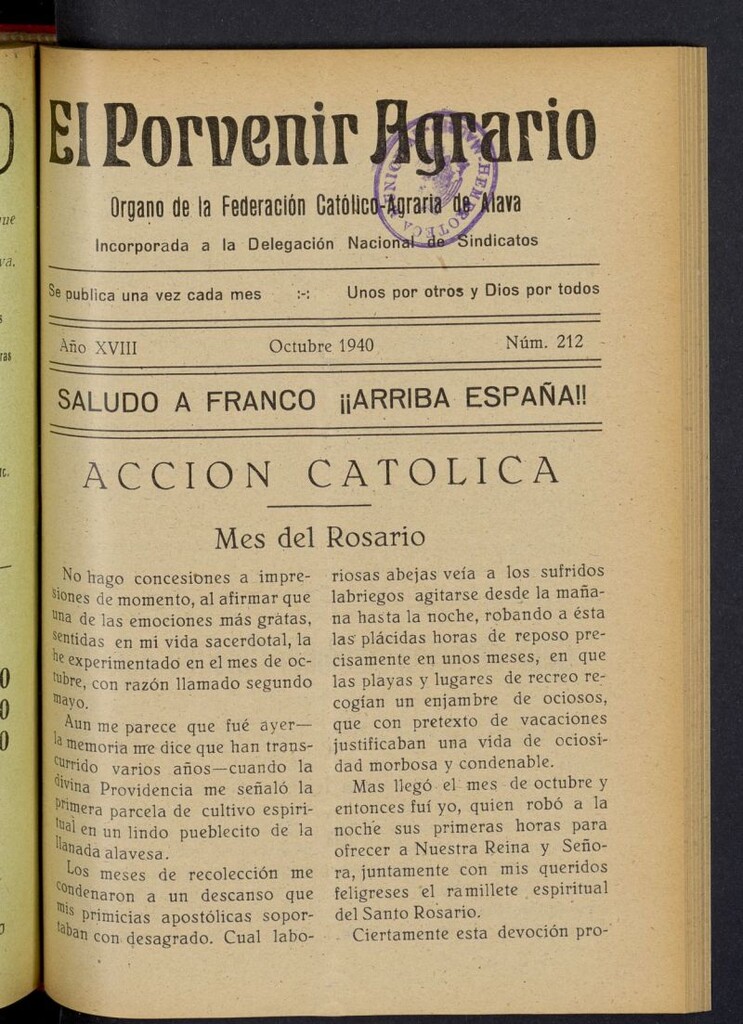 El Porvenir Agrario
Organo de la Federación Católico-Agraria de Alava
Incorporada a la Delegación Nacional de Sindicatos
Se publica una vez cada mes :-: Unos por otros y Dios por todos
Año XVIII Octubre 1940 Núm. 212
SALUDO A FRANCO ¡¡ARRIBA ESPAÑA!!
ACCION CATOLICA
Mes del Rosario
No hago concesiones a impre-
siones de momento, al afirmar que
una de las emociones más gratas,
sentidas en mi vida sacerdotal, la
he experimentado en el mes de oc-
tubre, con razón llamado segundo
mayo.
Aun me parece que fué ayer—
la memoria me dice que han trans-
currido varios años—cuando la
divina Providencia me señaló la
primera parcela de cultivo espiri-
tual en un lindo pueblecito de la
llanada alavesa.
Los meses de recolección me
condenaron a un descanso que
mis primicias apostólicas sopor-
taban con desagrado. Cual labo-
riosas abejas veía a los sufridos
labriegos agitarse desde la maña-
na hasta la noche, robando a ésta
las plácidas horas de reposo pre-
cisamente en unos meses, en que
las playas y lugares de recreo re-
cogían un enjambre de ociosos,
que con pretexto de vacaciones
justificaban una vida de ociosi-
dad morbosa y condenable.
Mas llegó el mes de octubre y
entonces fuí yo, quien robó a la
noche sus primeras horas para
ofrecer a Nuestra Reina y Seño-
ra, juntamente con mis queridos
feligreses el ramillete espiritual
del Santo Rosario.
Ciertamente esta devoción pro-
HEMEROTECA